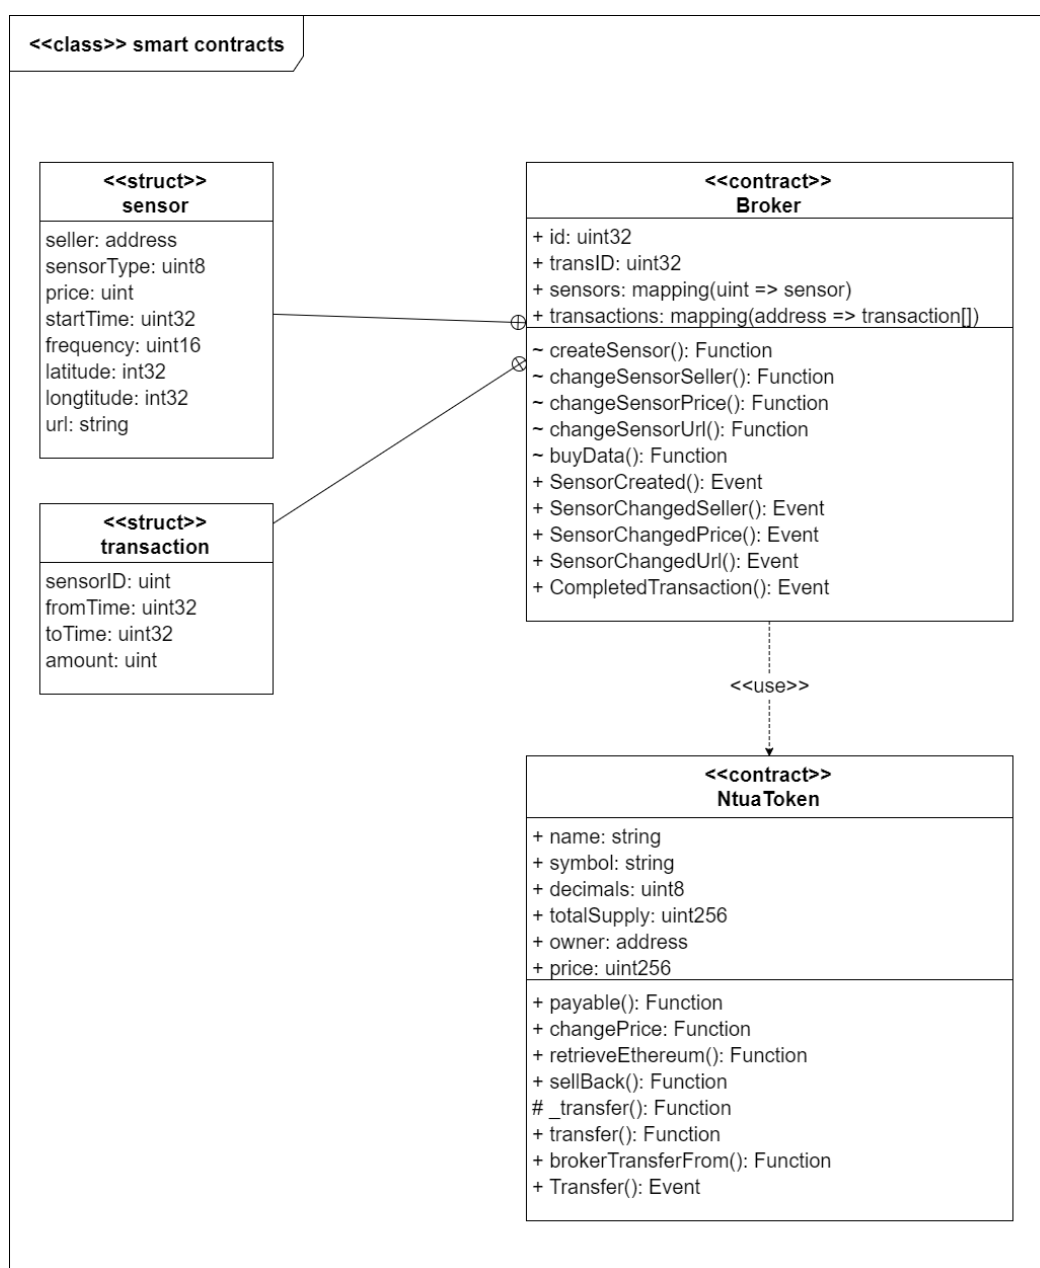 <<class>> smart contracts
<<struct>>
sensor
seller: address
sensorType: uint8
price: uint
startTime: uint32
frequency: uint16
latitude: int32
longtitude: int32
url: string
<<struct>>
transaction
sensorID: uint
fromTime: uint32
toTime: uint32
amount: uint
<<contract>>
Broker
+ id: uint32
+ transID: uint32
+ sensors: mapping(uint => sensor)
+ transactions: mapping(address => transaction[])
~ createSensor(): Function
~ changeSensorSeller(): Function
~ changeSensorPrice(): Function
~ changeSensorUrl(): Function
~ buyData(): Function
+ SensorCreated(): Event
+ SensorChangedSeller(): Event
+ SensorChangedPrice(): Event
+ SensorChangedUrl(): Event
+ CompletedTransaction(): Event
<<use>>
<<contract>>
NtuaToken
+ name: string
+ symbol: string
+ decimals: uint8
+ totalSupply: uint256
+ owner: address
+ price: uint256
+ payable(): Function
+ changePrice: Function
+ retrieveEthereum(): Function
+ sellBack(): Function
# _transfer(): Function
+ transfer(): Function
+ brokerTransferFrom(): Function
+ Transfer(): Event